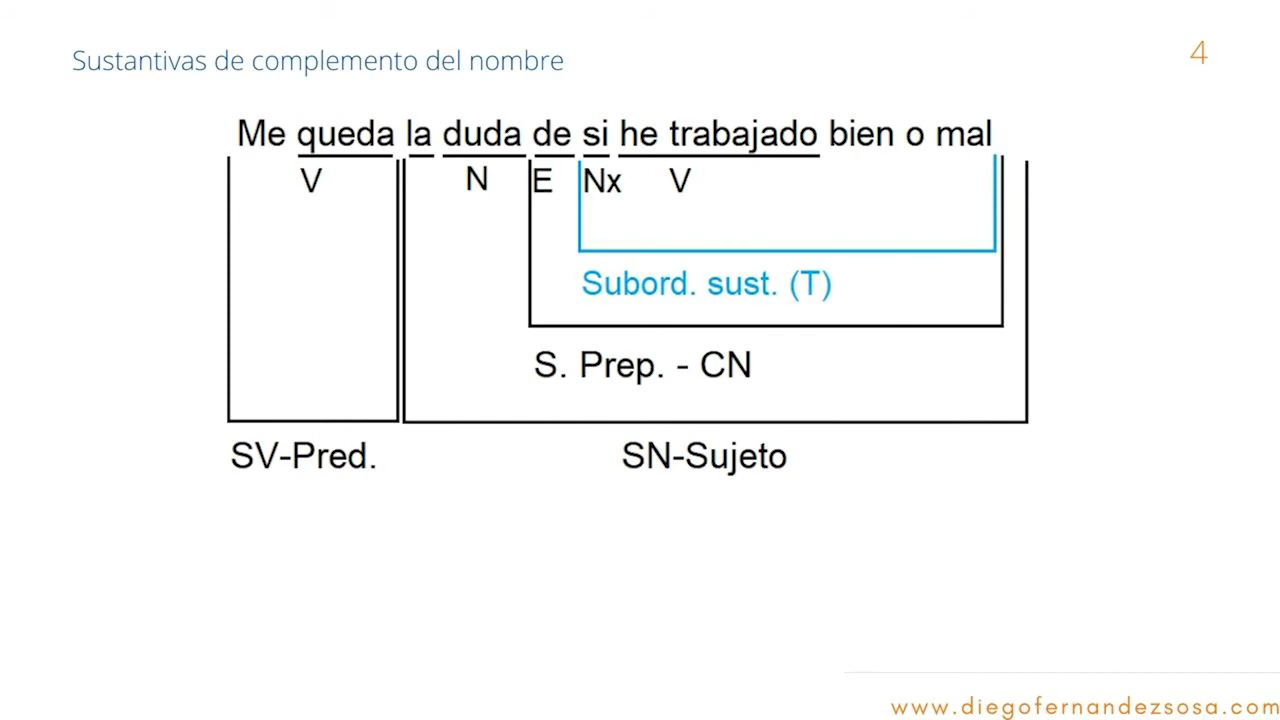 Sustantivas de complemento del nombre
4
Me queda la duda de si he trabajado bien o mal
V N E Nx V
Subord. sust. (T)
S. Prep. - CN
SV-Pred. SN-Sujeto
www.diegofernandezsosa.com